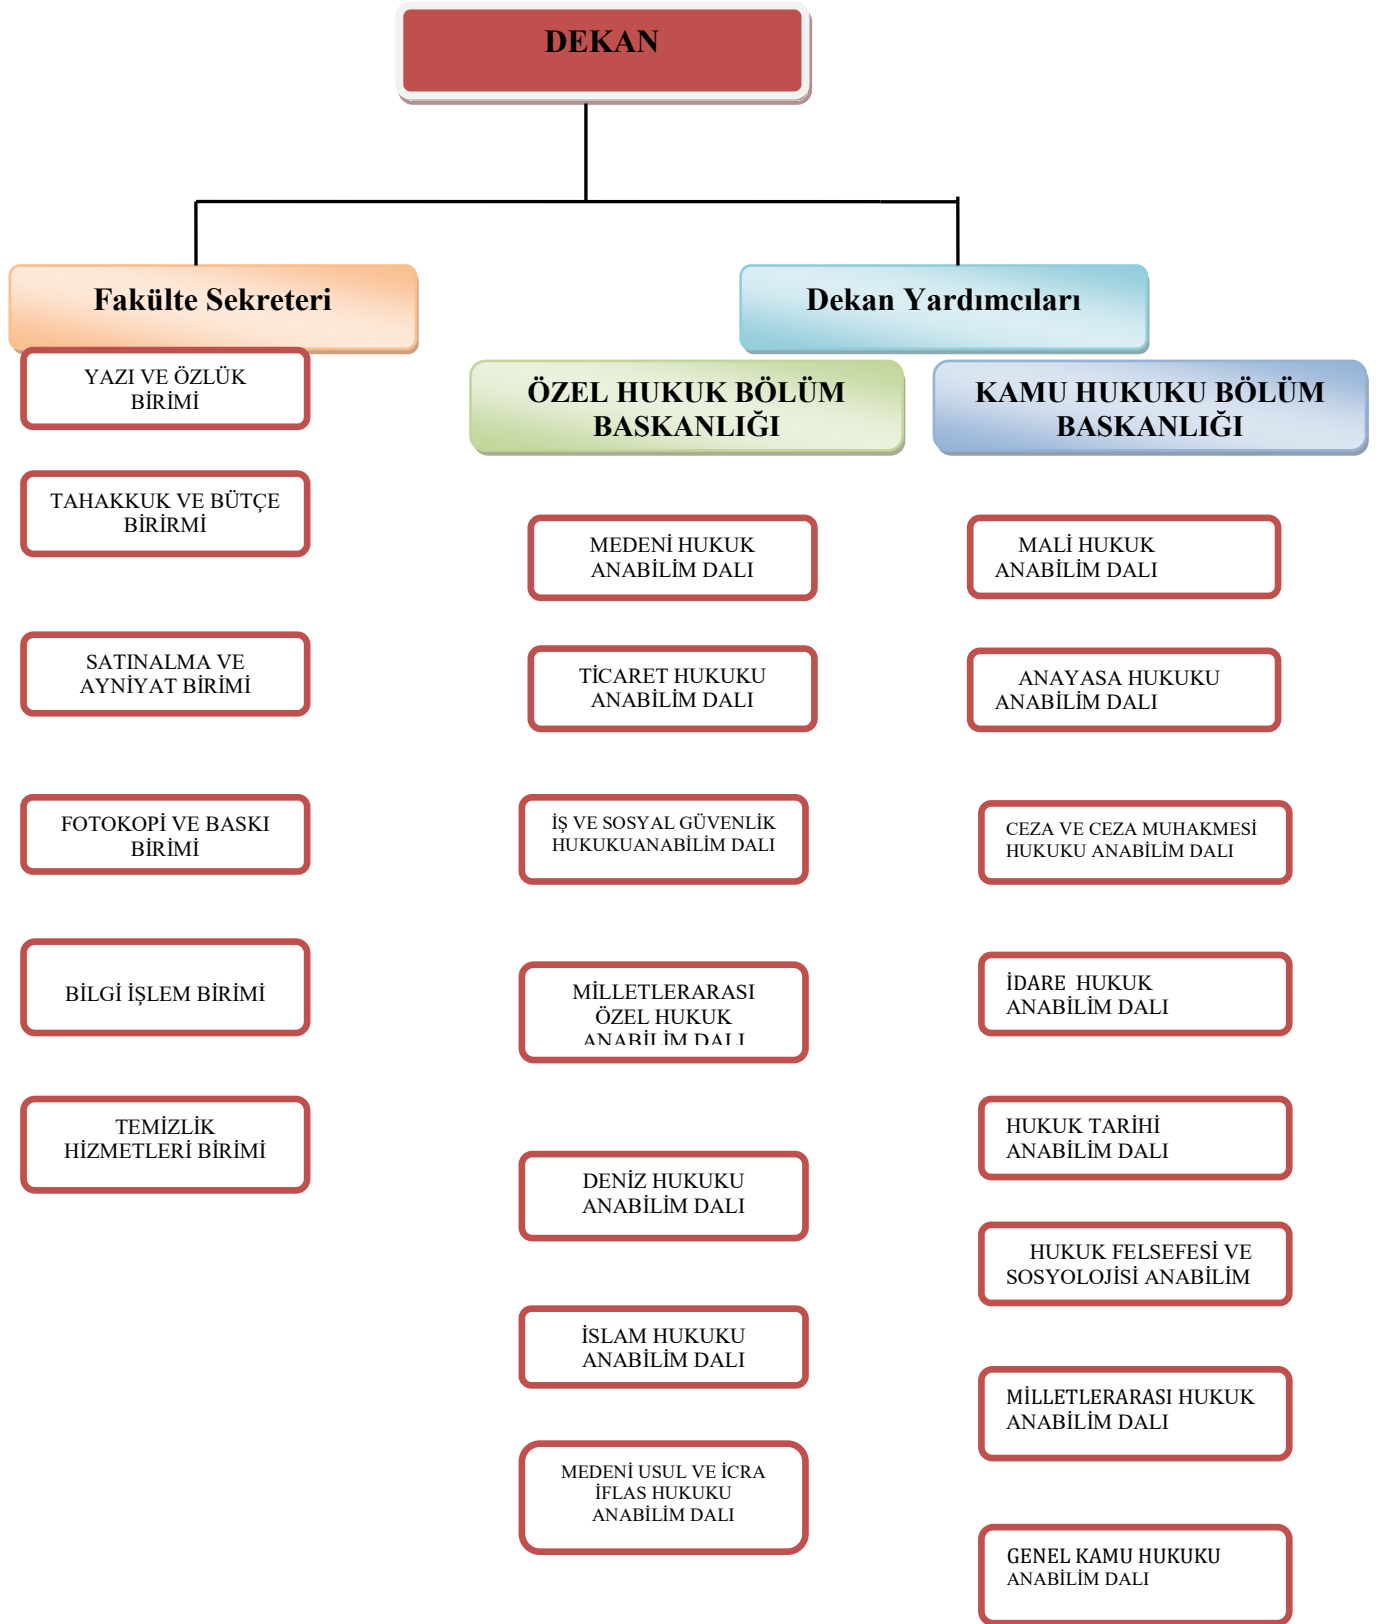 DEKAN
Fakülte Sekreteri
Dekan Yardımcıları
YAZI VE ÖZLÜK
BİRİMİ
TAHAKKUK VE BÜTÇE
BİRİRMİ
SATINALMA VE
AYNİYAT BİRİMİ
FOTOKOPİ VE BASKI
BİRİMİ
BİLGİ İŞLEM BİRİMİ
TEMİZLİK
HİZMETLERİ BİRİMİ
ÖZEL HUKUK BÖLÜM
BASKANLIĞI
MEDENİ HUKUK
ANABİLİM DALI
TİCARET HUKUKU
ANABİLİM DALI
İŞ VE SOSYAL GÜVENLİK
HUKUKUANABİLİM DALI
MİLLETLERARASI
ÖZEL HUKUK
ANABİLİM DALI
DENİZ HUKUKU
ANABİLİM DALI
İSLAM HUKUKU
ANABİLİM DALI
MEDENİ USUL VE İCRA
İFLAS HUKUKU
ANABİLİM DALI
KAMU HUKUKU BÖLÜM
BASKANLIĞI
MALİ HUKUK
ANABİLİM DALI
ANAYASA HUKUKU
ANABİLİM DALI
CEZA VE CEZA MUHAKMESİ
HUKUKU ANABİLİM DALI
İDARE HUKUK
ANABİLİM DALI
HUKUK TARİHİ
ANABİLİM DALI
HUKUK FELSEFESİ VE
SOSYOLOJİSİ ANABİLİM
MİLLETLERARASI HUKUK
ANABİLİM DALI
GENEL KAMU HUKUKU
ANABİLİM DALI